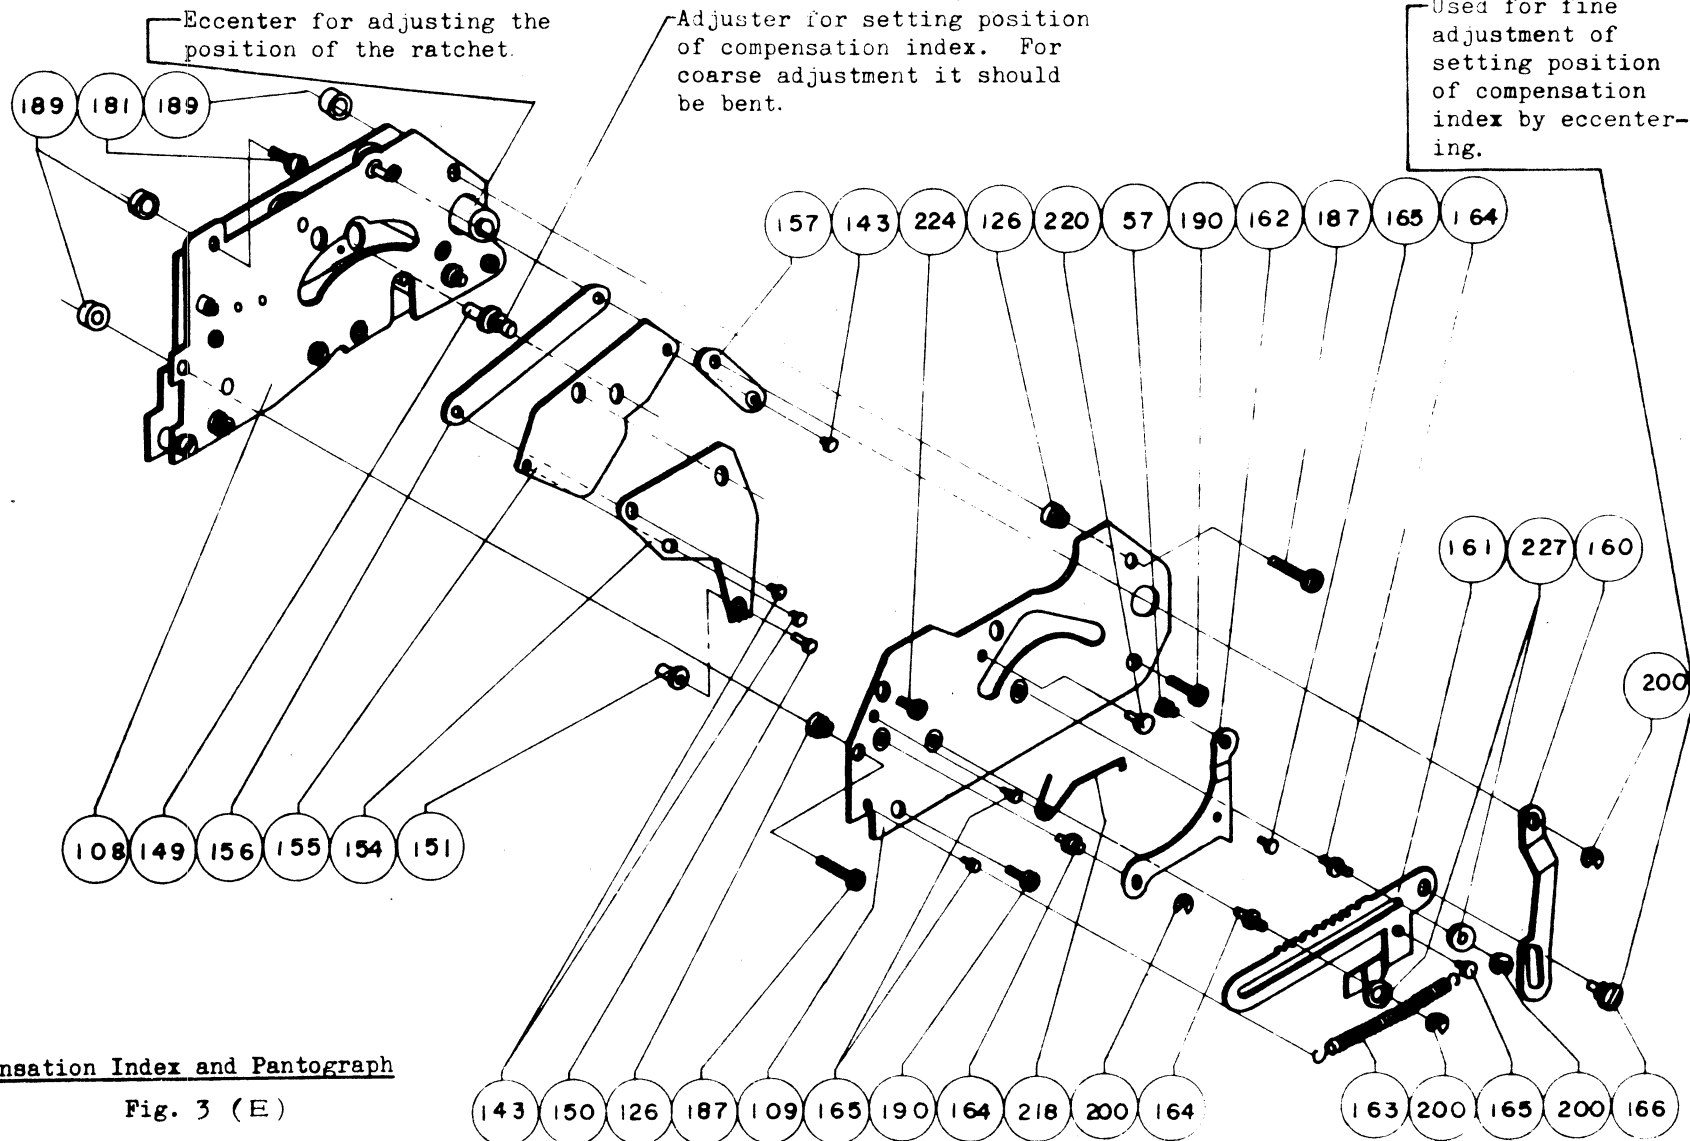 Eccenter for adjusting the
position of the ratchet.
Adjuster for setting position
of compensation index. For
coarse adjustment it should
be bent.
Used for fine
adjustment of
setting position
of compensation
index by eccenter-
ing.
189 181 189
157 143 224 126 220 57 190 162 187 165 164
161 227 160
200
108 149 156 155 154 151
nsation Index and Pantograph
Fig. 3 (E)
143 150 126 187 109 165 190 164 218 200 164
163 200 165 200 166